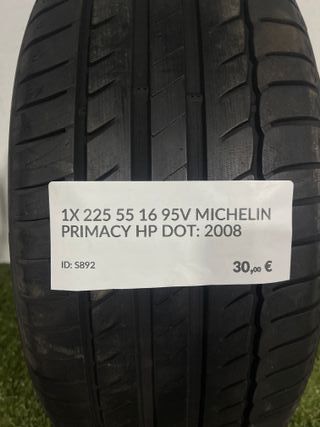 1X 225 55 16 95V MICHELIN
PRIMACY HP DOT: 2008
ID: S892
30,00 €